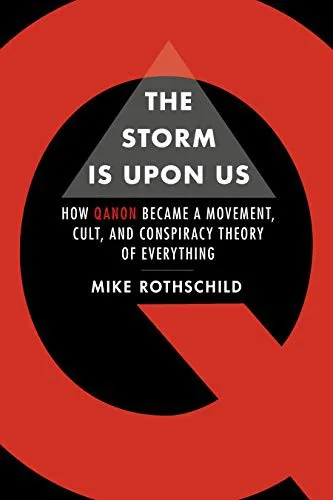 THE
STORM
IS UPON US
HOW QANON BECAME A MOVEMENT,
CULT, AND CONSPIRACY THEORY
OF EVERYTHING
MIKE ROTHSCHILD